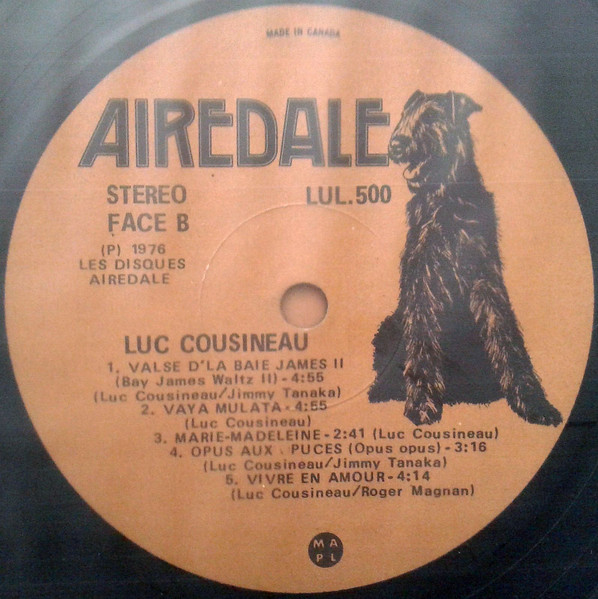 MADE IN CANADA
AIREDALE
STEREO LUL.500
FACE B
(P) 1976
LES DISQUES
AIREDALE
LUC COUSINEAU
1. VALSE D'LA BAIE JAMES II
(Bay James Waltz II) - 4:55
(Luc Cousineau/Jimmy Tanaka)
2. VAYA MULATA - 4:55
(Luc Cousineau)
3. MARIE-MADELEINE - 2:41 (Luc Cousineau)
4. OPUS AUX PUCES (Opus opus) - 3:16
(Luc Cousineau/Jimmy Tanaka)
5. VIVRE EN AMOUR - 4:14
(Luc Cousineau/Roger Magnan)
M A
P L